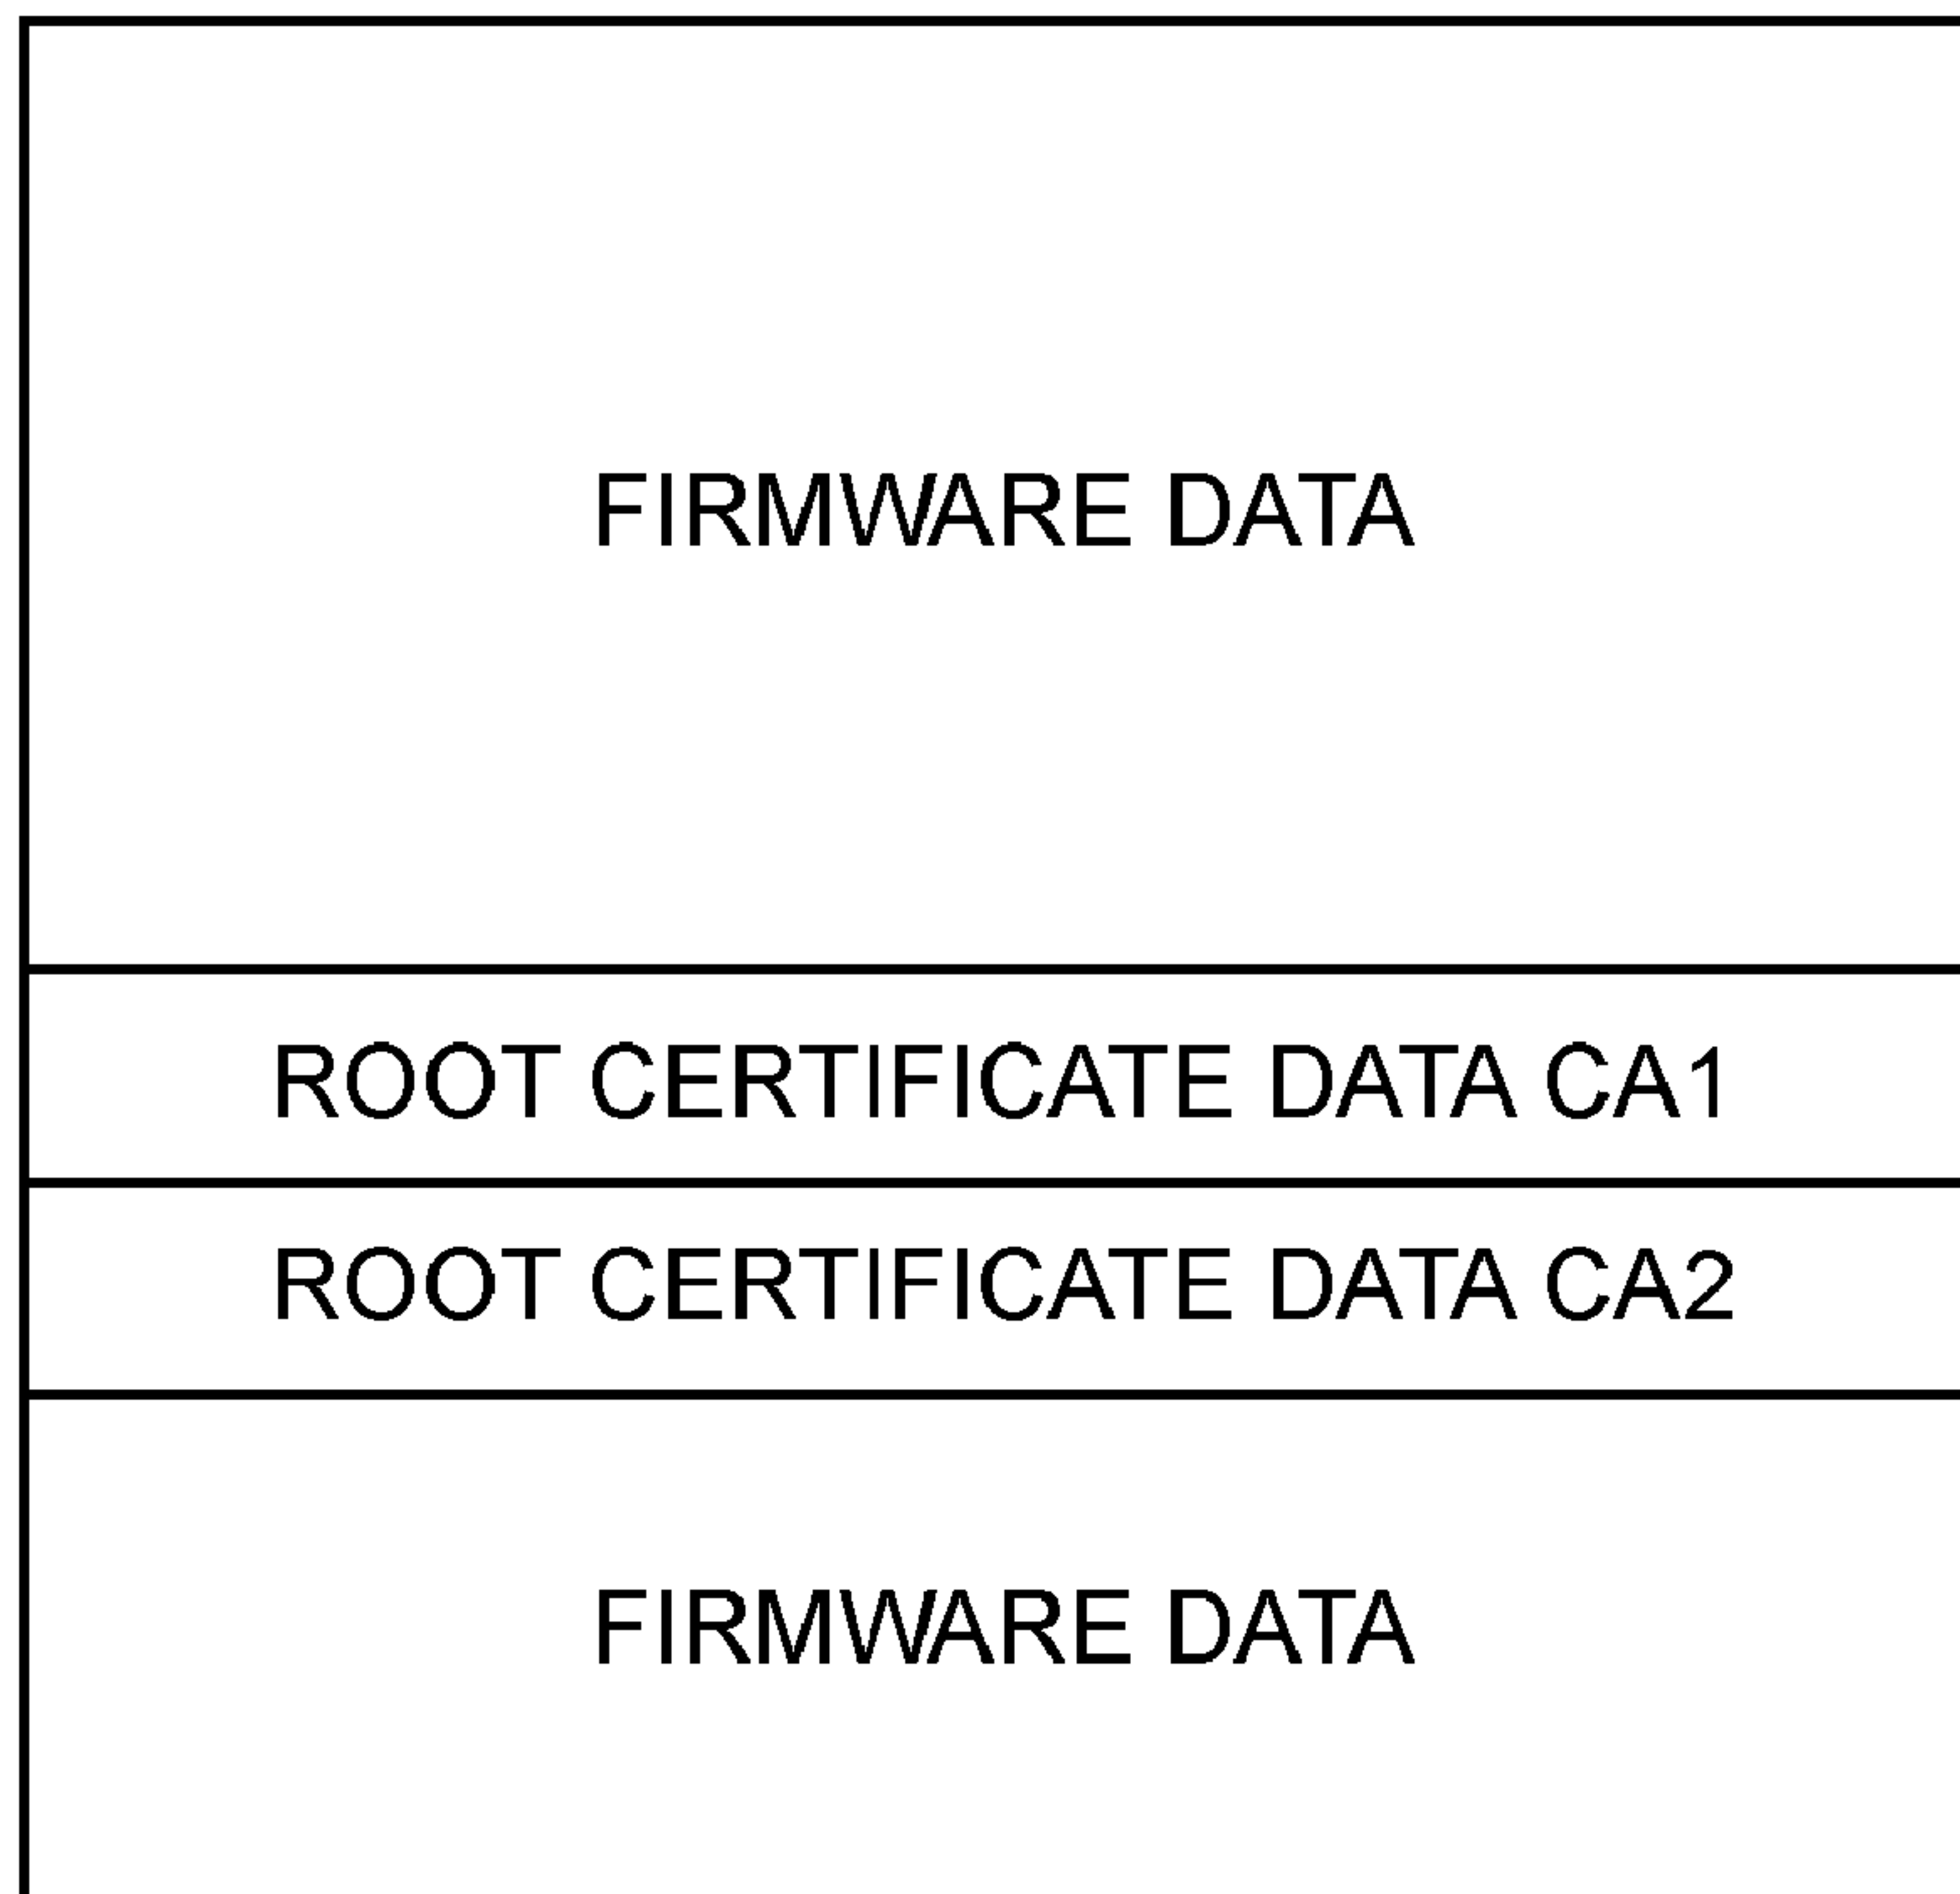 FIRMWARE DATA
ROOT CERTIFICATE DATA CA1
ROOT CERTIFICATE DATA CA2
FIRMWARE DATA